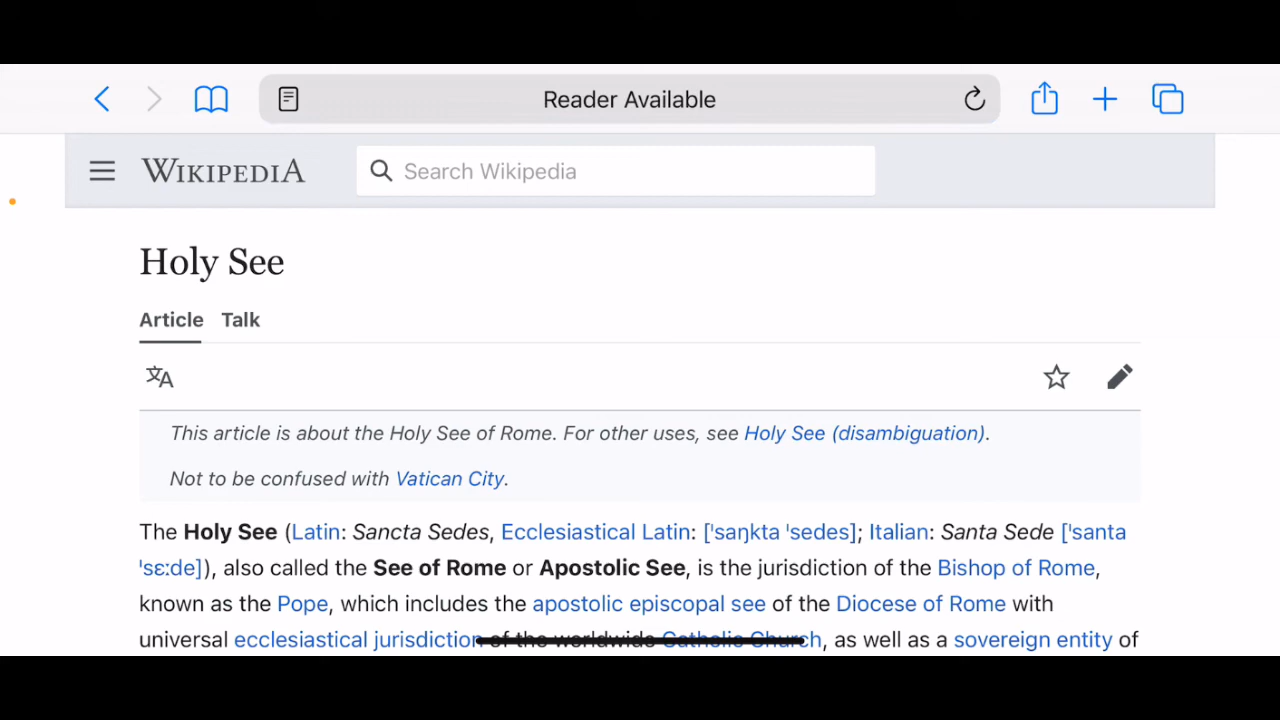 Reader Available
WIKIPEDIA
Search Wikipedia
Holy See
Article Talk
This article is about the Holy See of Rome. For other uses, see Holy See (disambiguation).
Not to be confused with Vatican City.
The Holy See (Latin: Sancta Sedes, Ecclesiastical Latin: [ˈsaŋkta ˈsedes]; Italian: Santa Sede [ˈsanta
ˈsɛːde]), also called the See of Rome or Apostolic See, is the jurisdiction of the Bishop of Rome,
known as the Pope, which includes the apostolic episcopal see of the Diocese of Rome with
universal ecclesiastical jurisdiction of the worldwide Catholic Church, as well as a sovereign entity of